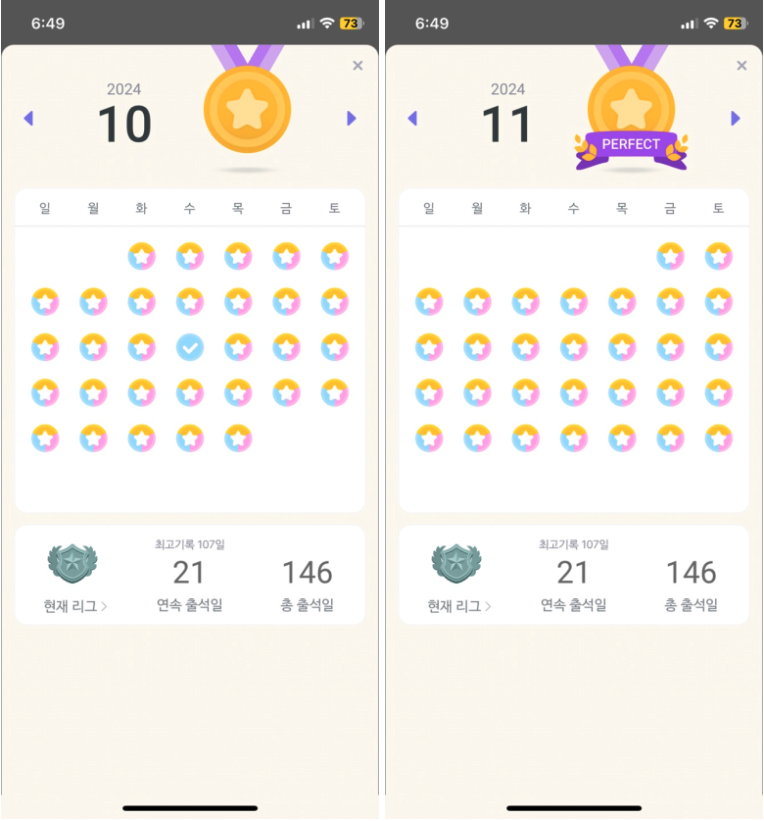 6:49
73
2024
10
일 월 화 수 목 금 토
최고기록 107일
21
146
현재 리그 >
연속 출석일
총 출석일
6:49
73
2024
11
PERFECT
일 월 화 수 목 금 토
최고기록 107일
21
146
현재 리그 >
연속 출석일
총 출석일